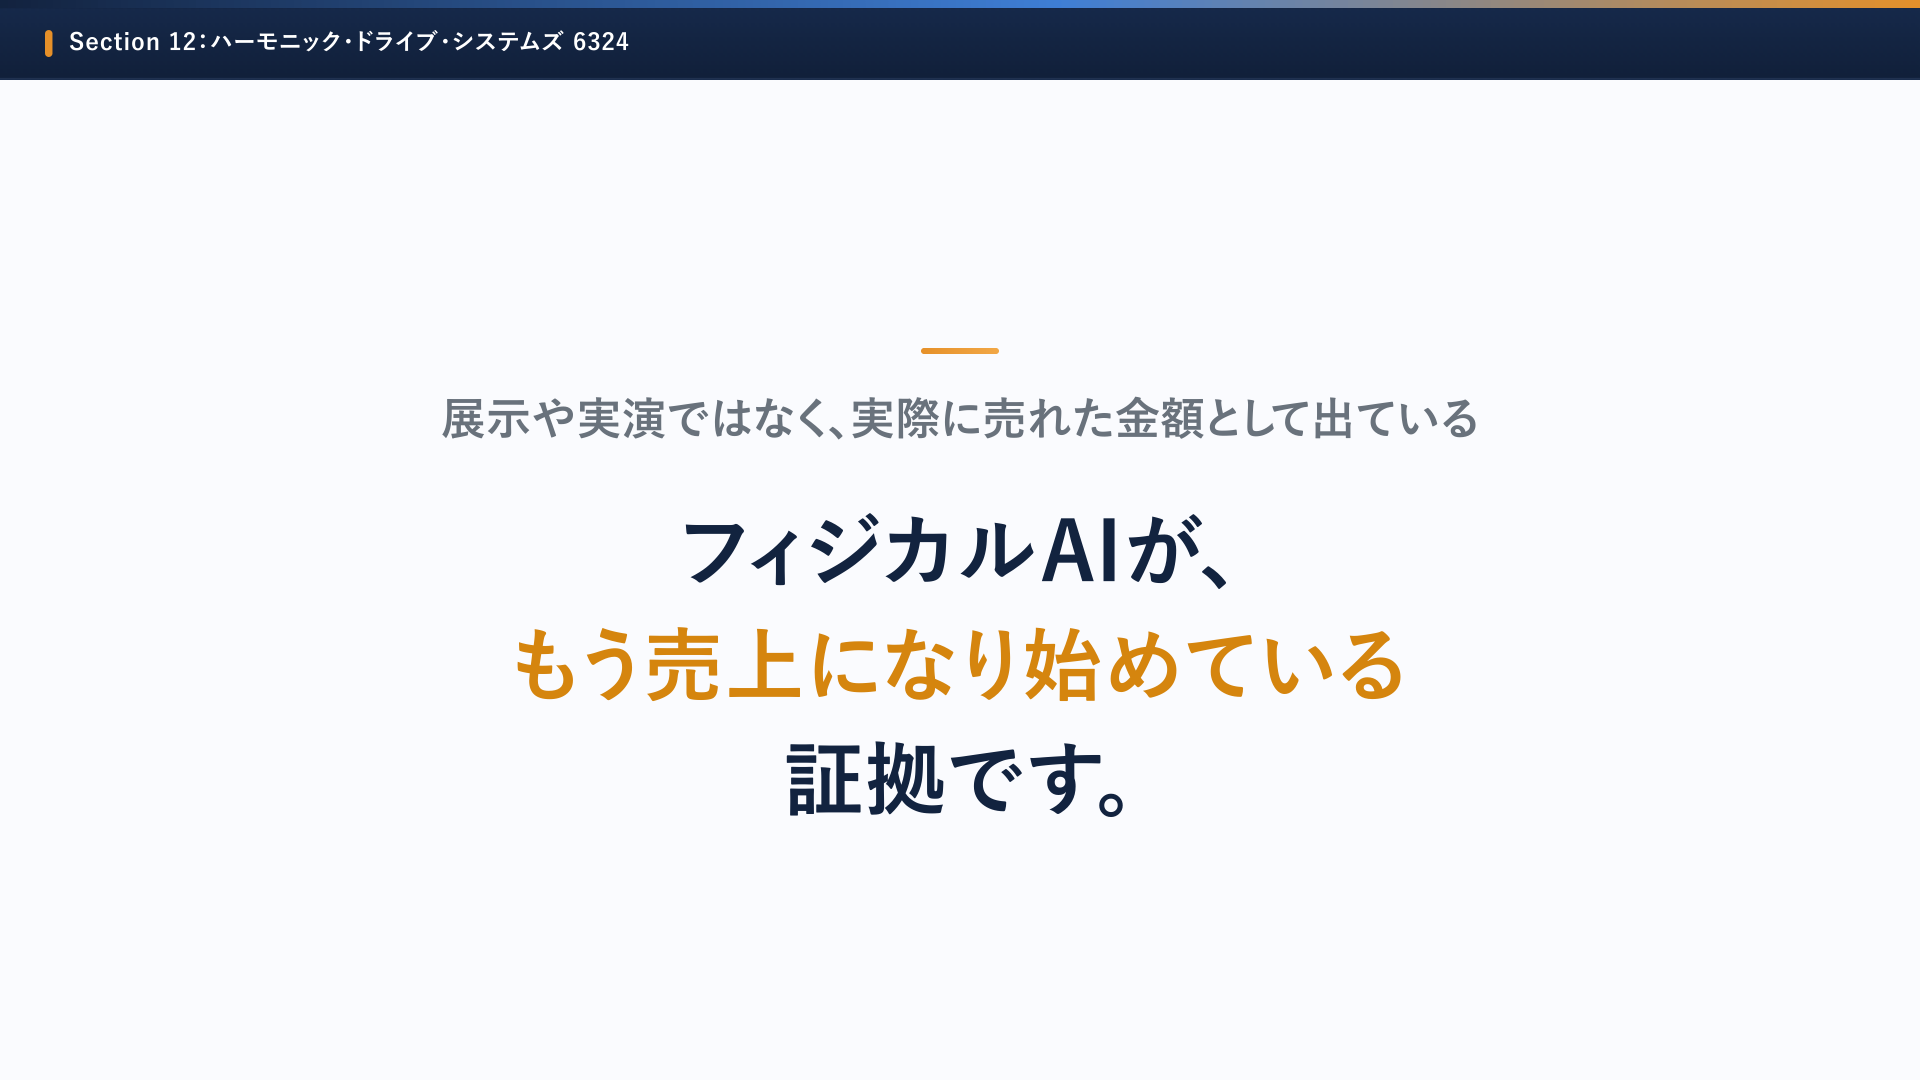 Section 12：ハーモニック・ドライブ・システムズ 6324
展示や実演ではなく、実際に売れた金額として出ている
フィジカルAIが、
もう売上になり始めている
証拠です。